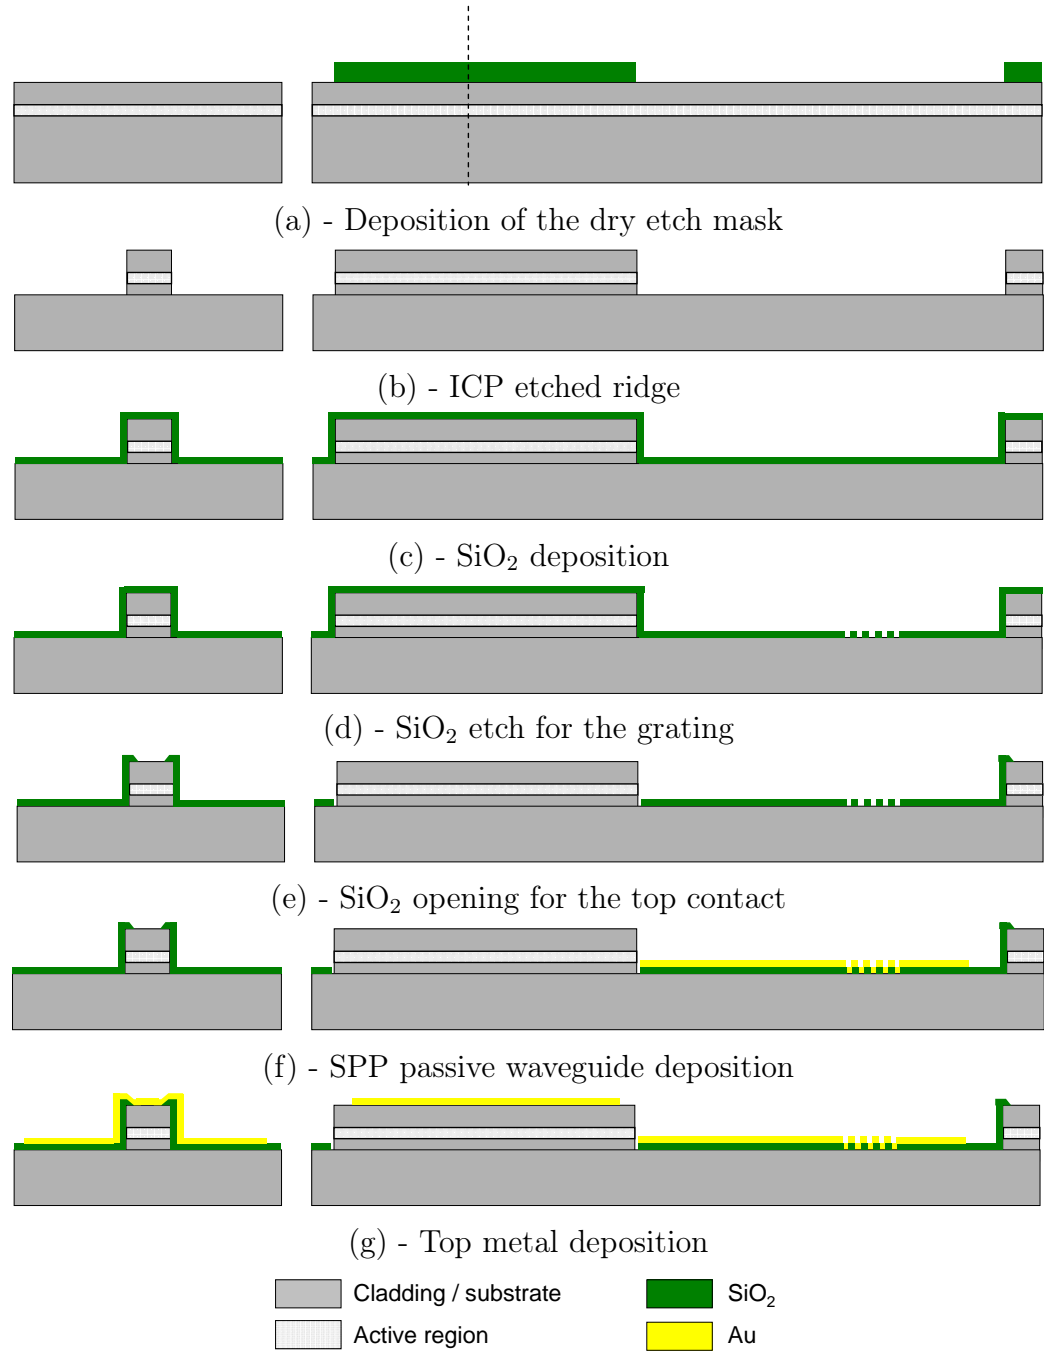 (a) - Deposition of the dry etch mask
(b) - ICP etched ridge
(c) - SiO₂ deposition
(d) - SiO₂ etch for the grating
(e) - SiO₂ opening for the top contact
(f) - SPP passive waveguide deposition
(g) - Top metal deposition
Cladding / substrate SiO₂
Active region Au